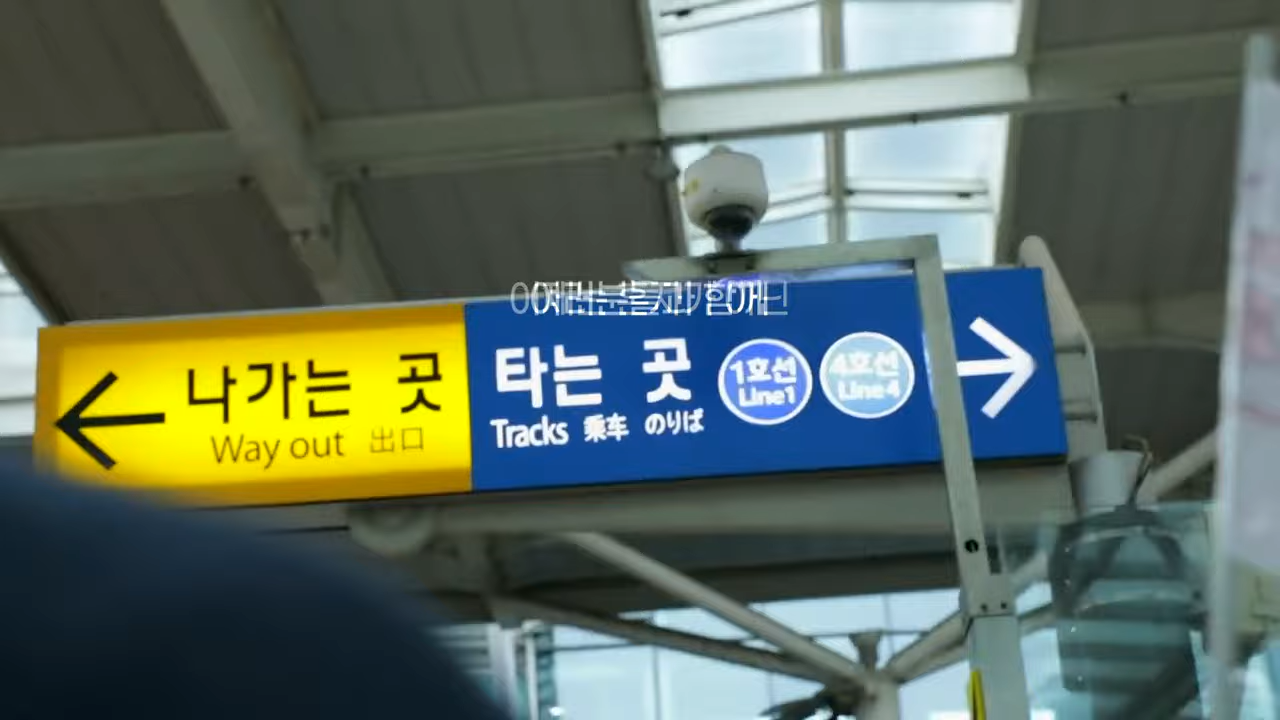 나가는 곳
Way out 出口
타는 곳
Tracks 乘车 のりば
1호선
Line1
4호선
Line4